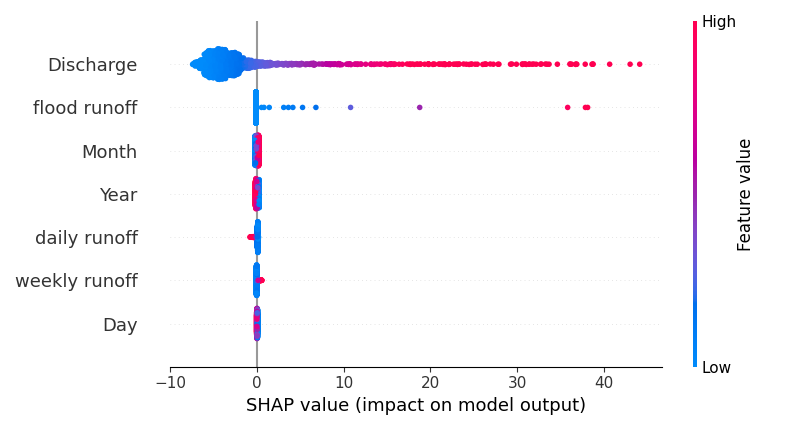 High
Discharge
flood runoff
Month
Year
daily runoff
weekly runoff
Day
Feature value
Low
−10 0 10 20 30 40
SHAP value (impact on model output)